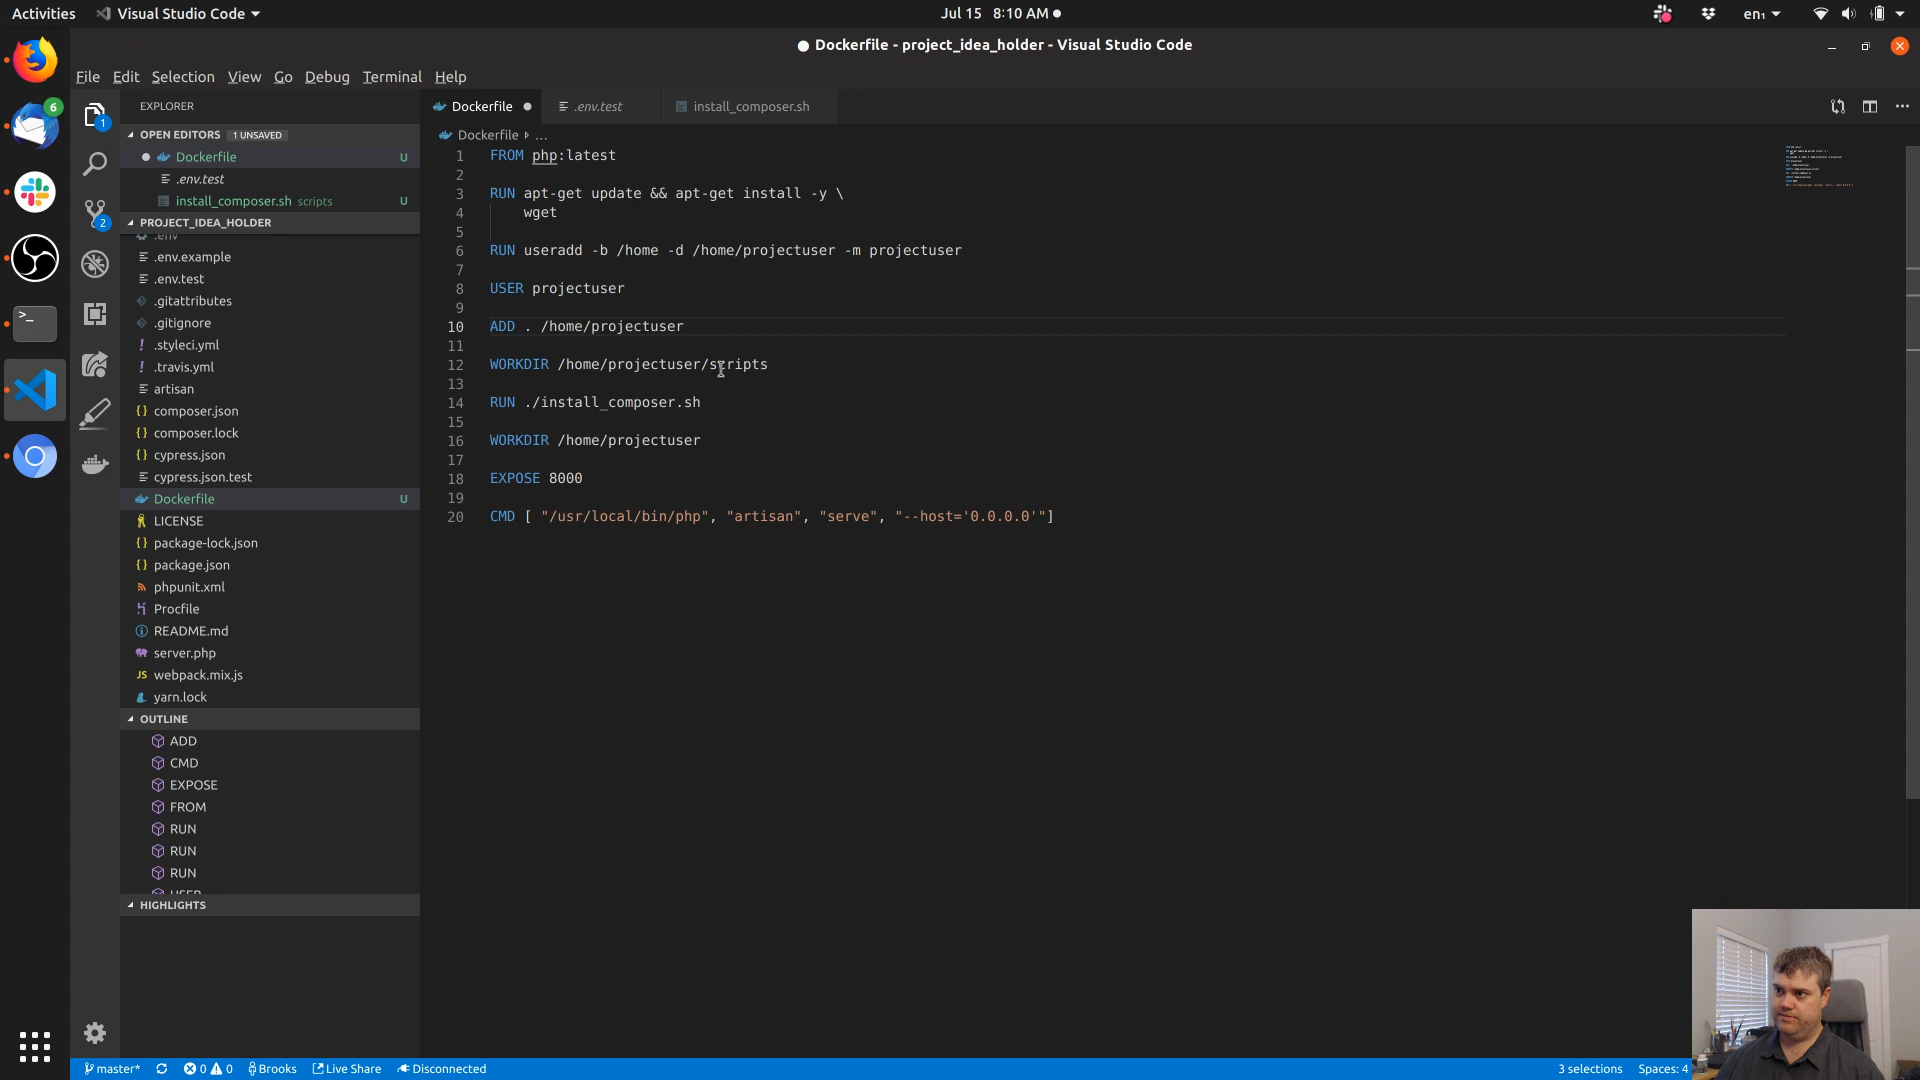 Activities
Visual Studio Code
Jul 15 8:10 AM
en₁
Dockerfile - project_idea_holder - Visual Studio Code
File Edit Selection View Go Debug Terminal Help
EXPLORER
OPEN EDITORS 1 UNSAVED
Dockerfile U
.env.test
install_composer.sh scripts U
PROJECT_IDEA_HOLDER
.env
.env.example
.env.test
.gitattributes
.gitignore
.styleci.yml
.travis.yml
artisan
composer.json
composer.lock
cypress.json
cypress.json.test
Dockerfile U
LICENSE
package-lock.json
package.json
phpunit.xml
Procfile
README.md
server.php
webpack.mix.js
yarn.lock
OUTLINE
ADD
CMD
EXPOSE
FROM
RUN
RUN
RUN
USER
HIGHLIGHTS
6
1
2
Dockerfile
.env.test
install_composer.sh
Dockerfile ...
1 FROM php:latest
2
3 RUN apt-get update && apt-get install -y \
4 wget
5
6 RUN useradd -b /home -d /home/projectuser -m projectuser
7
8 USER projectuser
9
10 ADD . /home/projectuser
11
12 WORKDIR /home/projectuser/scripts
13
14 RUN ./install_composer.sh
15
16 WORKDIR /home/projectuser
17
18 EXPOSE 8000
19
20 CMD [ "/usr/local/bin/php", "artisan", "serve", "--host='0.0.0.0'"]
master* 0 0 Brooks Live Share Disconnected
3 selections Spaces: 4